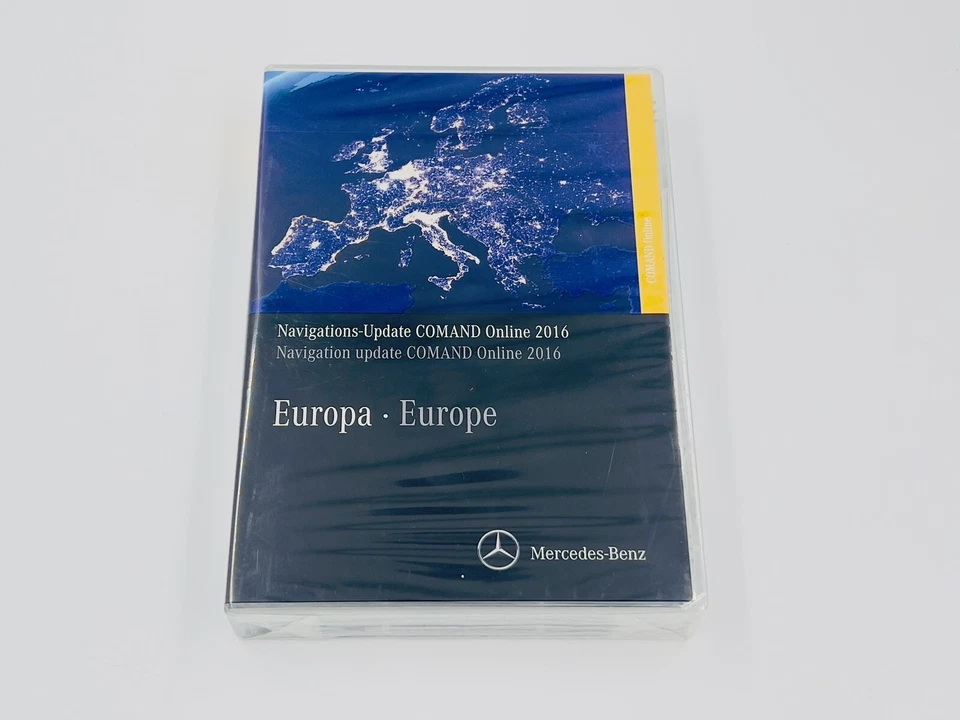 COMAND Online
Navigations-Update COMAND Online 2016
Navigation update COMAND Online 2016
Europa · Europe
Mercedes-Benz